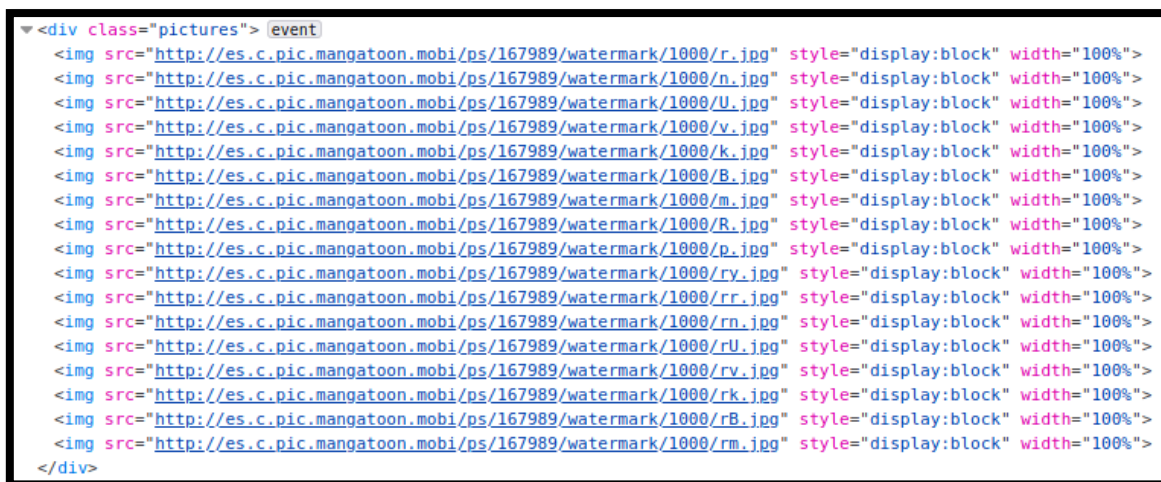 <div class="pictures"> event
<img src="http://es.c.pic.mangatoon.mobi/ps/167989/watermark/1000/r.jpg" style="display:block" width="100%">
<img src="http://es.c.pic.mangatoon.mobi/ps/167989/watermark/1000/n.jpg" style="display:block" width="100%">
<img src="http://es.c.pic.mangatoon.mobi/ps/167989/watermark/1000/U.jpg" style="display:block" width="100%">
<img src="http://es.c.pic.mangatoon.mobi/ps/167989/watermark/1000/v.jpg" style="display:block" width="100%">
<img src="http://es.c.pic.mangatoon.mobi/ps/167989/watermark/1000/k.jpg" style="display:block" width="100%">
<img src="http://es.c.pic.mangatoon.mobi/ps/167989/watermark/1000/B.jpg" style="display:block" width="100%">
<img src="http://es.c.pic.mangatoon.mobi/ps/167989/watermark/1000/m.jpg" style="display:block" width="100%">
<img src="http://es.c.pic.mangatoon.mobi/ps/167989/watermark/1000/R.jpg" style="display:block" width="100%">
<img src="http://es.c.pic.mangatoon.mobi/ps/167989/watermark/1000/p.jpg" style="display:block" width="100%">
<img src="http://es.c.pic.mangatoon.mobi/ps/167989/watermark/1000/ry.jpg" style="display:block" width="100%">
<img src="http://es.c.pic.mangatoon.mobi/ps/167989/watermark/1000/rr.jpg" style="display:block" width="100%">
<img src="http://es.c.pic.mangatoon.mobi/ps/167989/watermark/1000/rn.jpg" style="display:block" width="100%">
<img src="http://es.c.pic.mangatoon.mobi/ps/167989/watermark/1000/rU.jpg" style="display:block" width="100%">
<img src="http://es.c.pic.mangatoon.mobi/ps/167989/watermark/1000/rv.jpg" style="display:block" width="100%">
<img src="http://es.c.pic.mangatoon.mobi/ps/167989/watermark/1000/rk.jpg" style="display:block" width="100%">
<img src="http://es.c.pic.mangatoon.mobi/ps/167989/watermark/1000/rB.jpg" style="display:block" width="100%">
<img src="http://es.c.pic.mangatoon.mobi/ps/167989/watermark/1000/rm.jpg" style="display:block" width="100%">
</div>